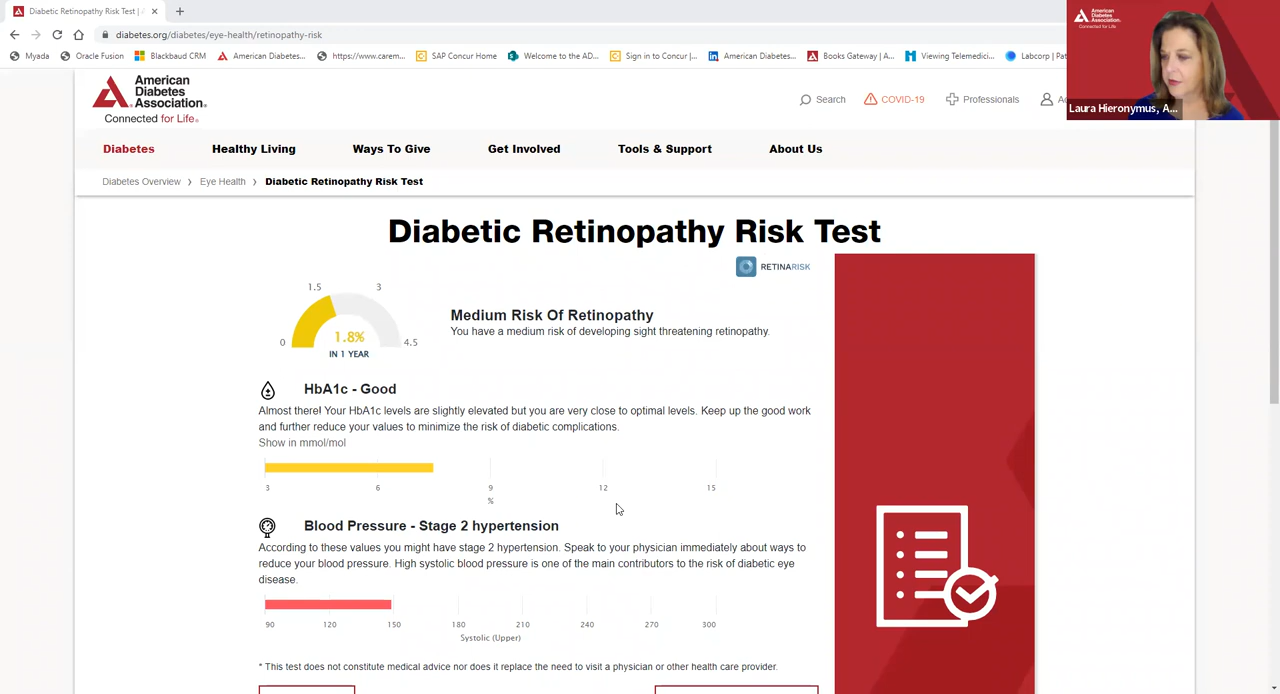 Diabetic Retinopathy Risk Test |
diabetes.org/diabetes/eye-health/retinopathy-risk
Myada
Oracle Fusion
Blackbaud CRM
American Diabetes...
https://www.carem...
SAP Concur Home
Welcome to the AD...
Sign in to Concur |...
American Diabetes...
Books Gateway | A...
Viewing Telemedici...
Labcorp | Pat
American
Diabetes
Association®
Connected for Life
Laura Hieronymus, A...
American
Diabetes
Association®
Connected for Life®
Search
COVID-19
Professionals
Diabetes
Healthy Living
Ways To Give
Get Involved
Tools & Support
About Us
Diabetes Overview > Eye Health > Diabetic Retinopathy Risk Test
Diabetic Retinopathy Risk Test
RETINARISK
1.5
3
0
1.8%
4.5
IN 1 YEAR
Medium Risk Of Retinopathy
You have a medium risk of developing sight threatening retinopathy.
HbA1c - Good
Almost there! Your HbA1c levels are slightly elevated but you are very close to optimal levels. Keep up the good work
and further reduce your values to minimize the risk of diabetic complications.
Show in mmol/mol
3 6 9 12 15
%
Blood Pressure - Stage 2 hypertension
According to these values you might have stage 2 hypertension. Speak to your physician immediately about ways to
reduce your blood pressure. High systolic blood pressure is one of the main contributors to the risk of diabetic eye
disease.
90 120 150 180 210 240 270 300
Systolic (Upper)
* This test does not constitute medical advice nor does it replace the need to visit a physician or other health care provider.